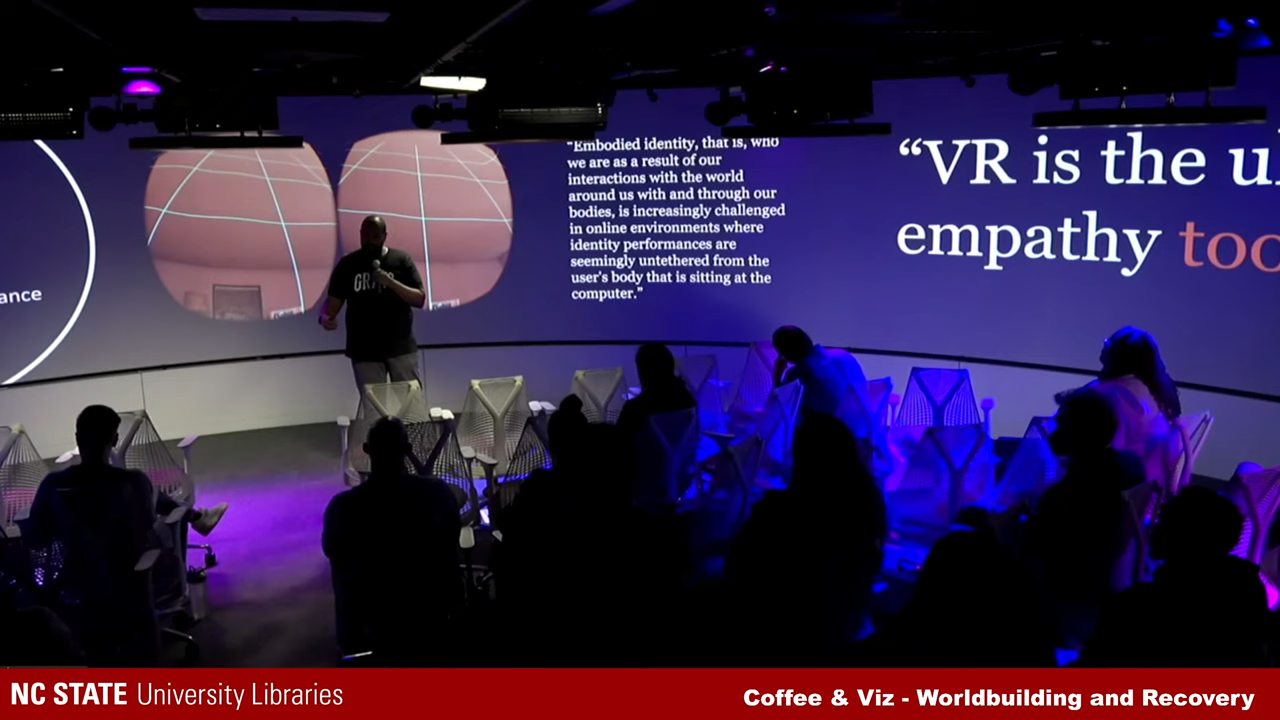 ance
“Embodied identity, that is, who
we are as a result of our
interactions with the world
around us with and through our
bodies, is increasingly challenged
in online environments where
identity performances are
seemingly untethered from the
user's body that is sitting at the
computer.”
“VR is the
empathy
NC STATE University Libraries
Coffee & Viz - Worldbuilding and Recovery